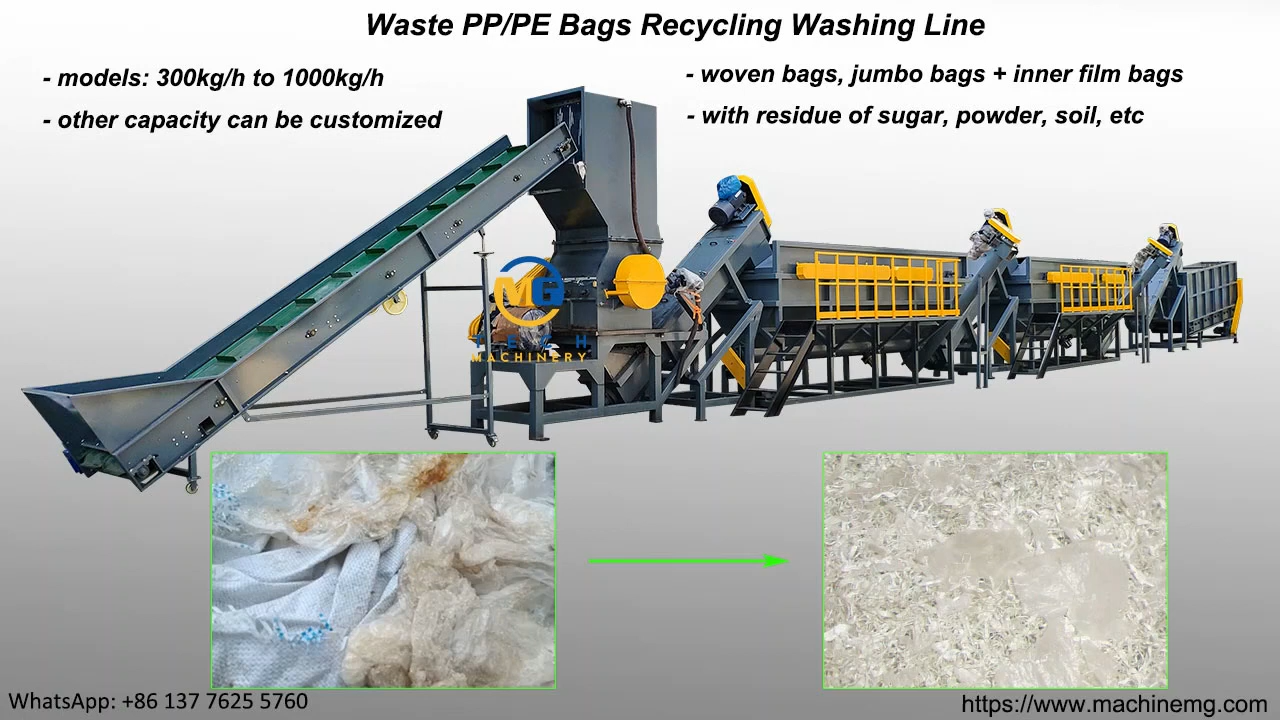 Waste PP/PE Bags Recycling Washing Line
- models: 300kg/h to 1000kg/h
- other capacity can be customized
- woven bags, jumbo bags + inner film bags
- with residue of sugar, powder, soil, etc
MG
TECH
MACHINERY
WhatsApp: +86 137 7625 5760
https://www.machinemg.com